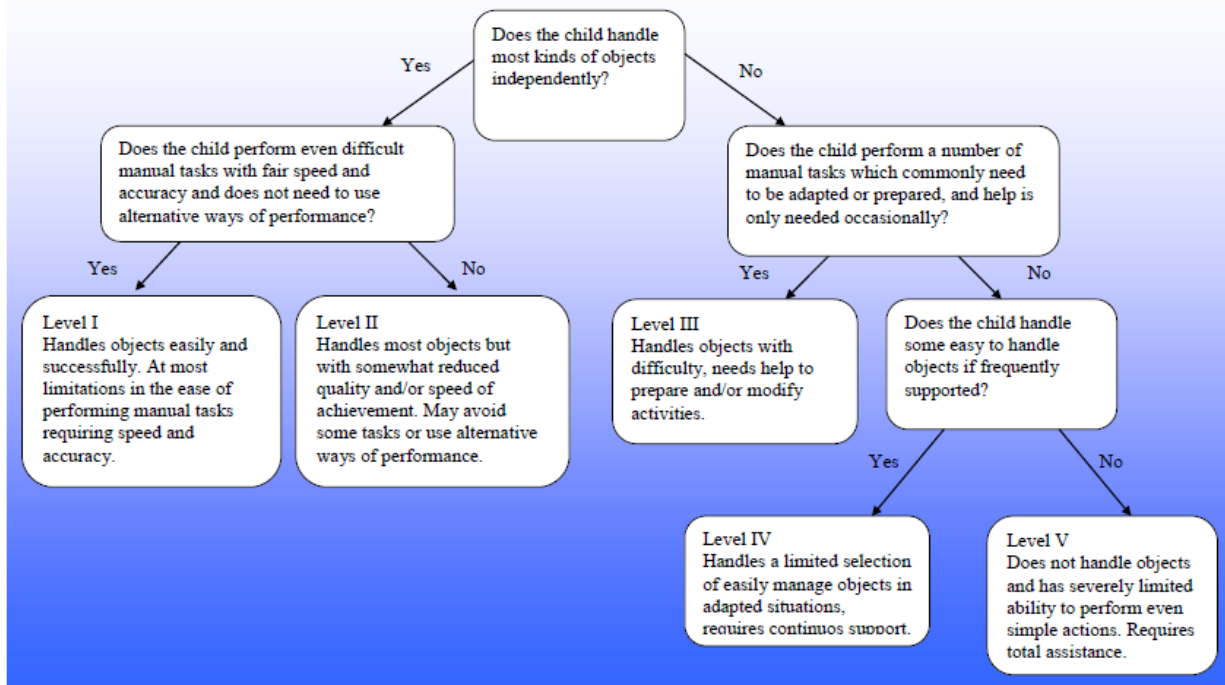 Does the child handle
most kinds of objects
independently?
Yes
No
Does the child perform even difficult
manual tasks with fair speed and
accuracy and does not need to use
alternative ways of performance?
Does the child perform a number of
manual tasks which commonly need
to be adapted or prepared, and help is
only needed occasionally?
Yes
No
Yes
No
Level I
Handles objects easily and
successfully. At most
limitations in the ease of
performing manual tasks
requiring speed and
accuracy.
Level II
Handles most objects but
with somewhat reduced
quality and/or speed of
achievement. May avoid
some tasks or use alternative
ways of performance.
Level III
Handles objects with
difficulty, needs help to
prepare and/or modify
activities.
Does the child handle
some easy to handle
objects if frequently
supported?
Yes
No
Level IV
Handles a limited selection
of easily manage objects in
adapted situations,
requires continuos support.
Level V
Does not handle objects
and has severely limited
ability to perform even
simple actions. Requires
total assistance.